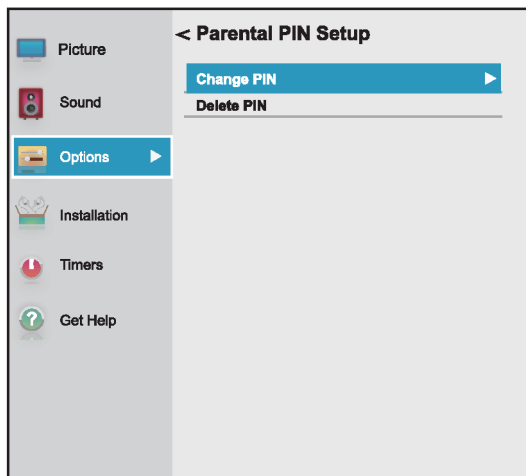 Picture
Sound
Options
Installation
Timers
Get Help
< Parental PIN Setup
Change PIN
Delete PIN